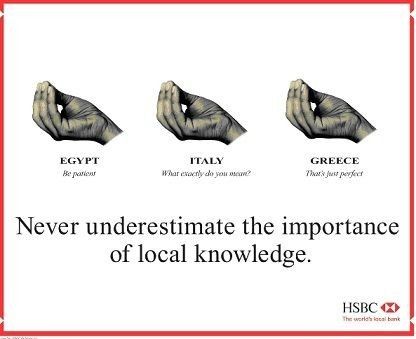 EGYPT
Be patient
ITALY
What exactly do you mean?
GREECE
That's just perfect
Never underestimate the importance
of local knowledge.
HSBC
The world's local bank